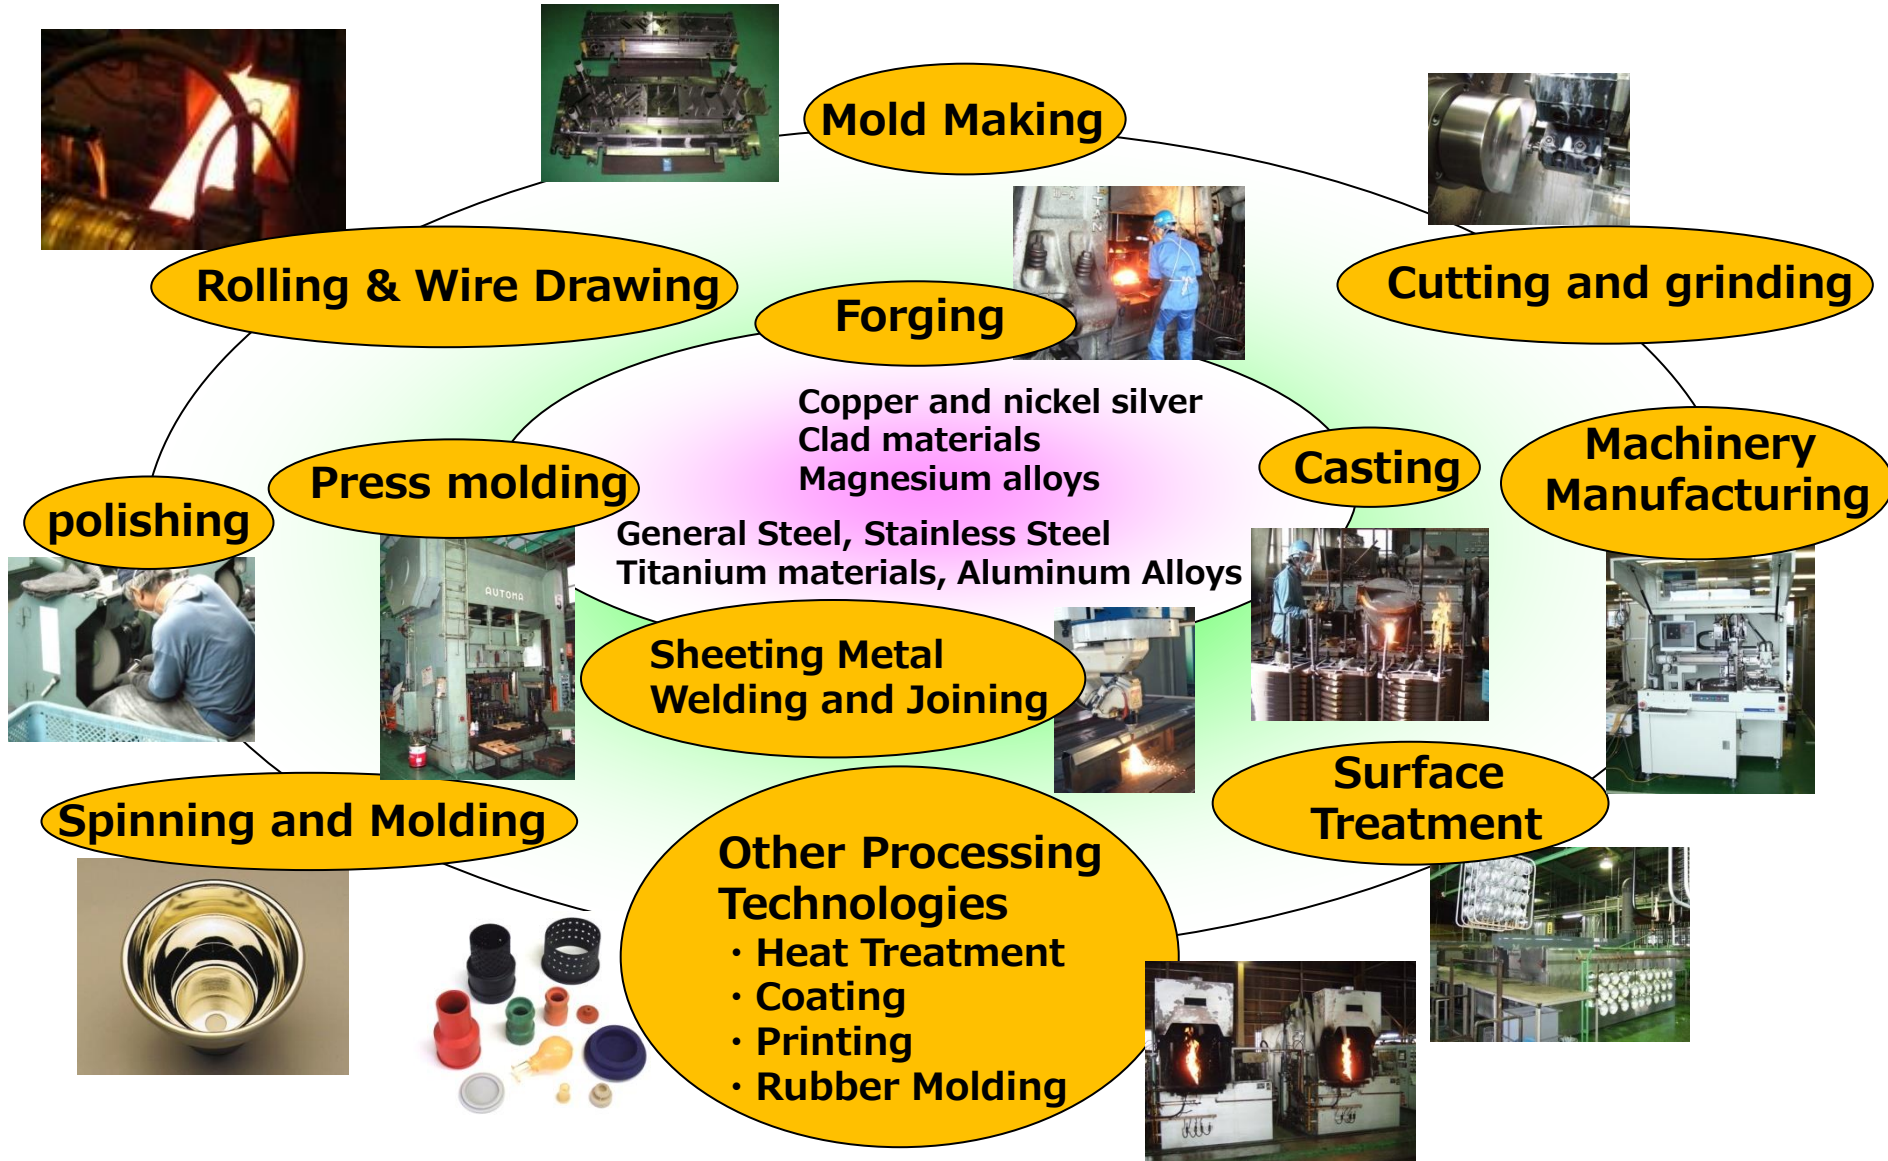 Mold Making
Rolling & Wire Drawing
Cutting and grinding
Forging
Copper and nickel silver
Clad materials
Magnesium alloys
General Steel, Stainless Steel
Titanium materials, Aluminum Alloys
Press molding
Casting
Machinery
Manufacturing
polishing
AUTOMA
Sheeting Metal
Welding and Joining
Surface
Treatment
Spinning and Molding
Other Processing
Technologies
・Heat Treatment
・Coating
・Printing
・Rubber Molding